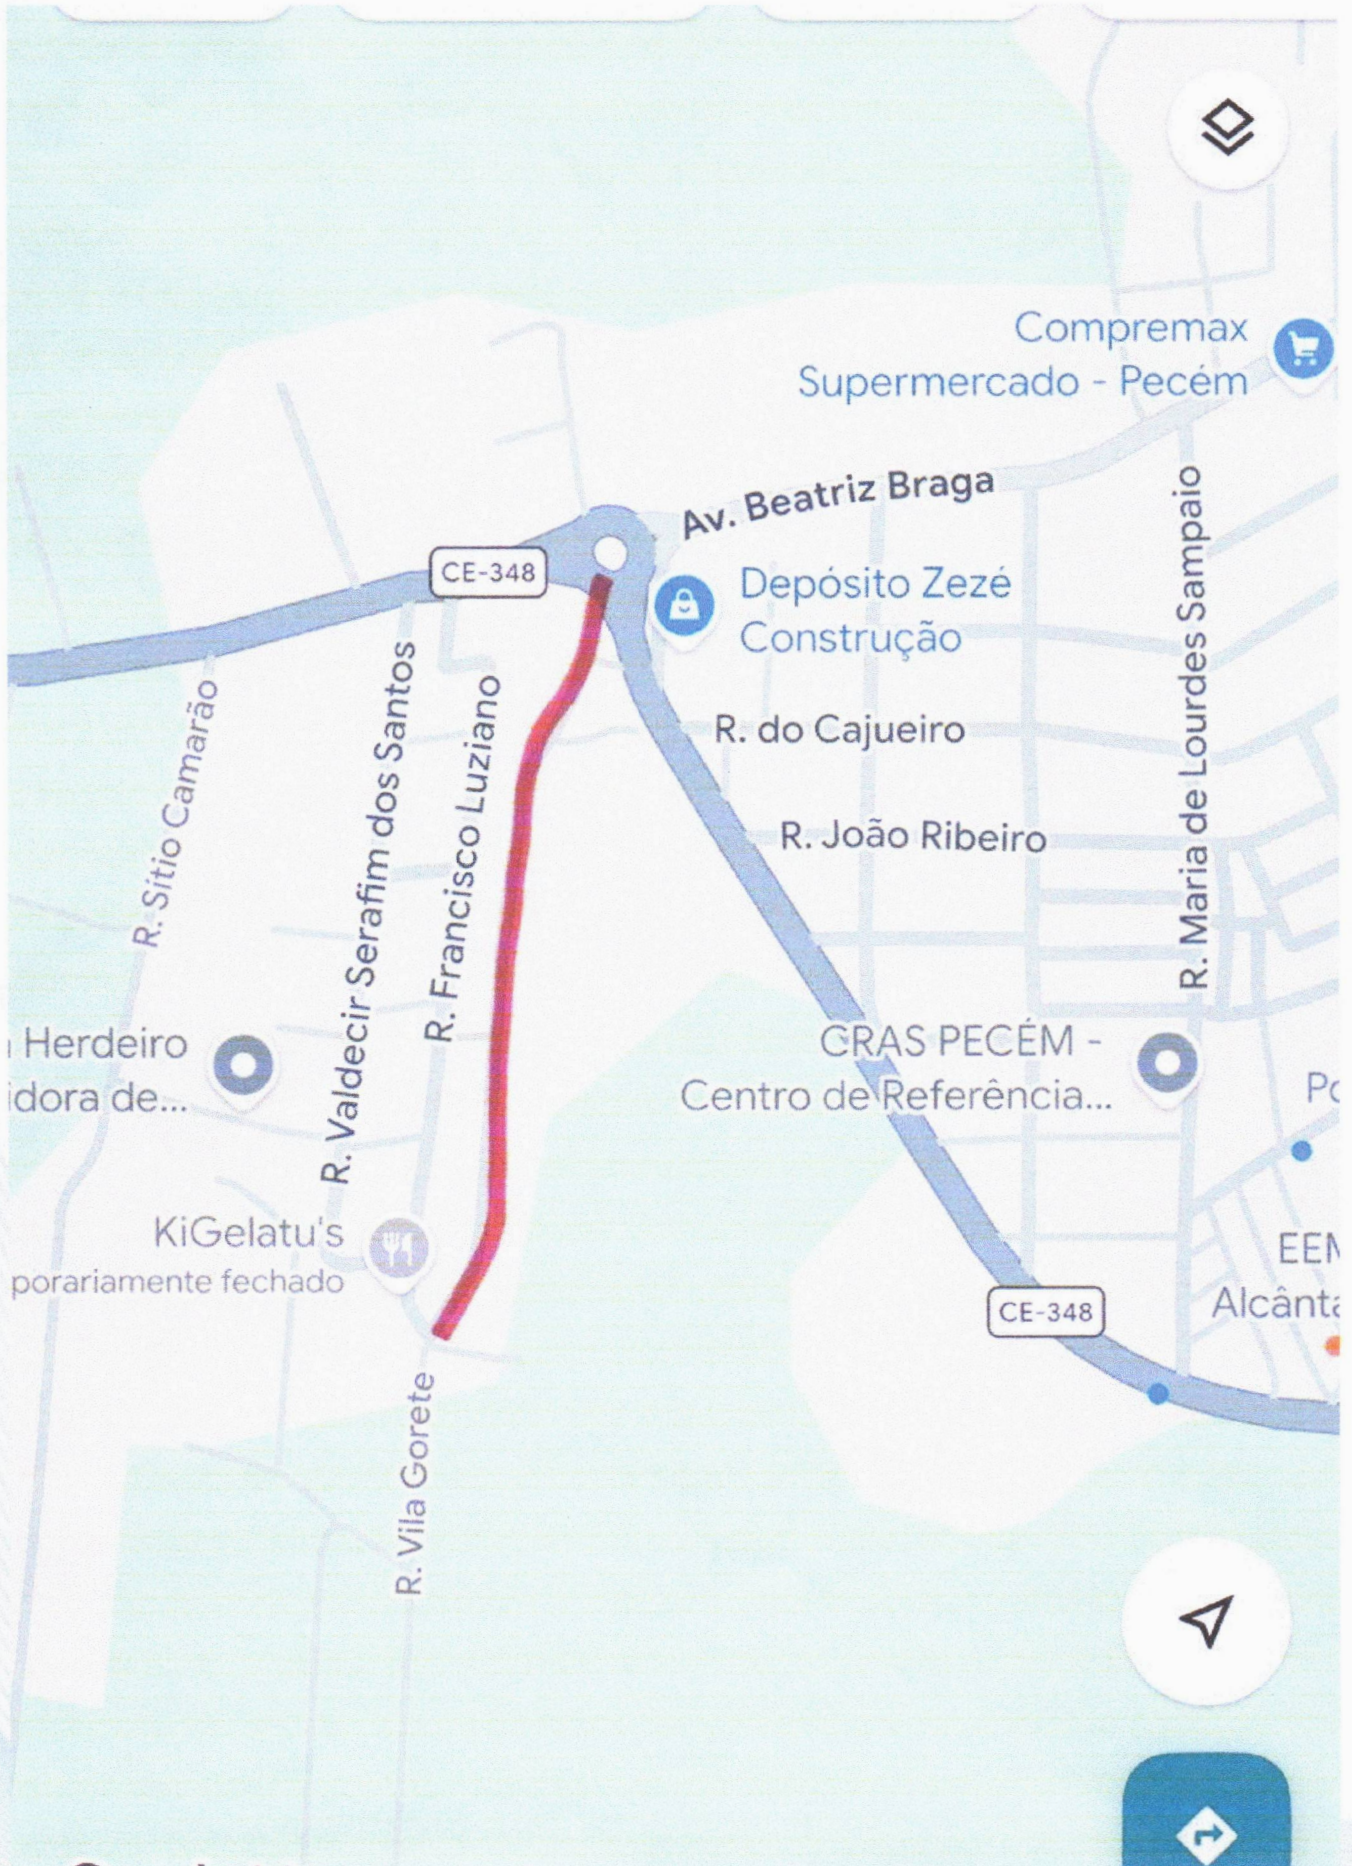 Compremax
Supermercado - Pecém
Av. Beatriz Braga
CE-348
Depósito Zezé
Construção
R. Maria de Lourdes Sampaio
R. Sítio Camarão
R. Valdecir Serafim dos Santos
R. Francisco Luziano
R. do Cajueiro
R. João Ribeiro
Herdeiro
idora de...
CRAS PECÉM -
Centro de Referência...
Po
KiGelatu's
porariamente fechado
EEM
Alcânta
CE-348
R. Vila Gorete